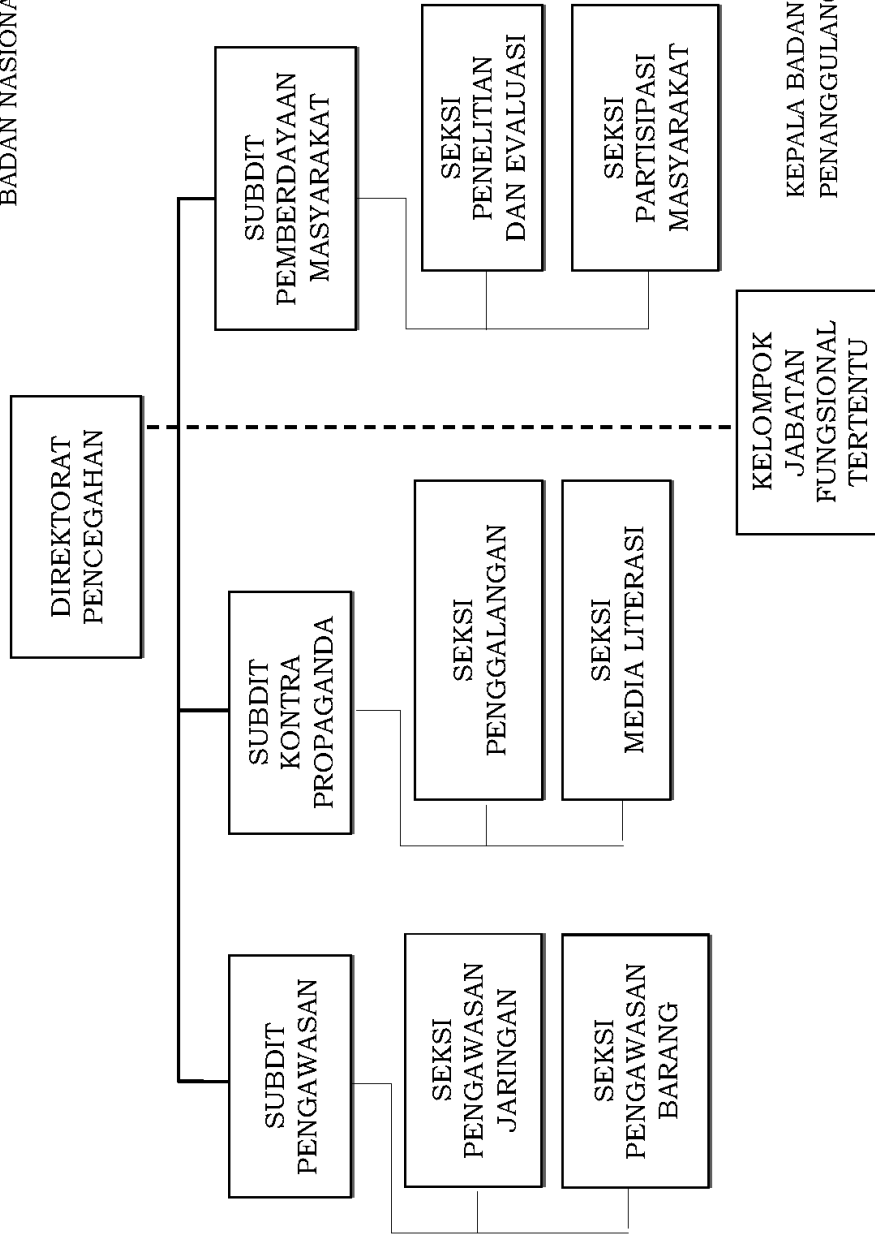 BADAN NASIONA
DIREKTORAT
PENCEGAHAN
SUBDIT
PENGAWASAN
SUBDIT
KONTRA
PROPAGANDA
SUBDIT
PEMBERDAYAAN
MASYARAKAT
SEKSI
PENGAWASAN
JARINGAN
SEKSI
PENGAWASAN
BARANG
SEKSI
PENGGALANGAN
SEKSI
MEDIA LITERASI
SEKSI
PENELITIAN
DAN EVALUASI
SEKSI
PARTISIPASI
MASYARAKAT
KELOMPOK
JABATAN
FUNGSIONAL
TERTENTU
KEPALA BADAN
PENANGGULANG